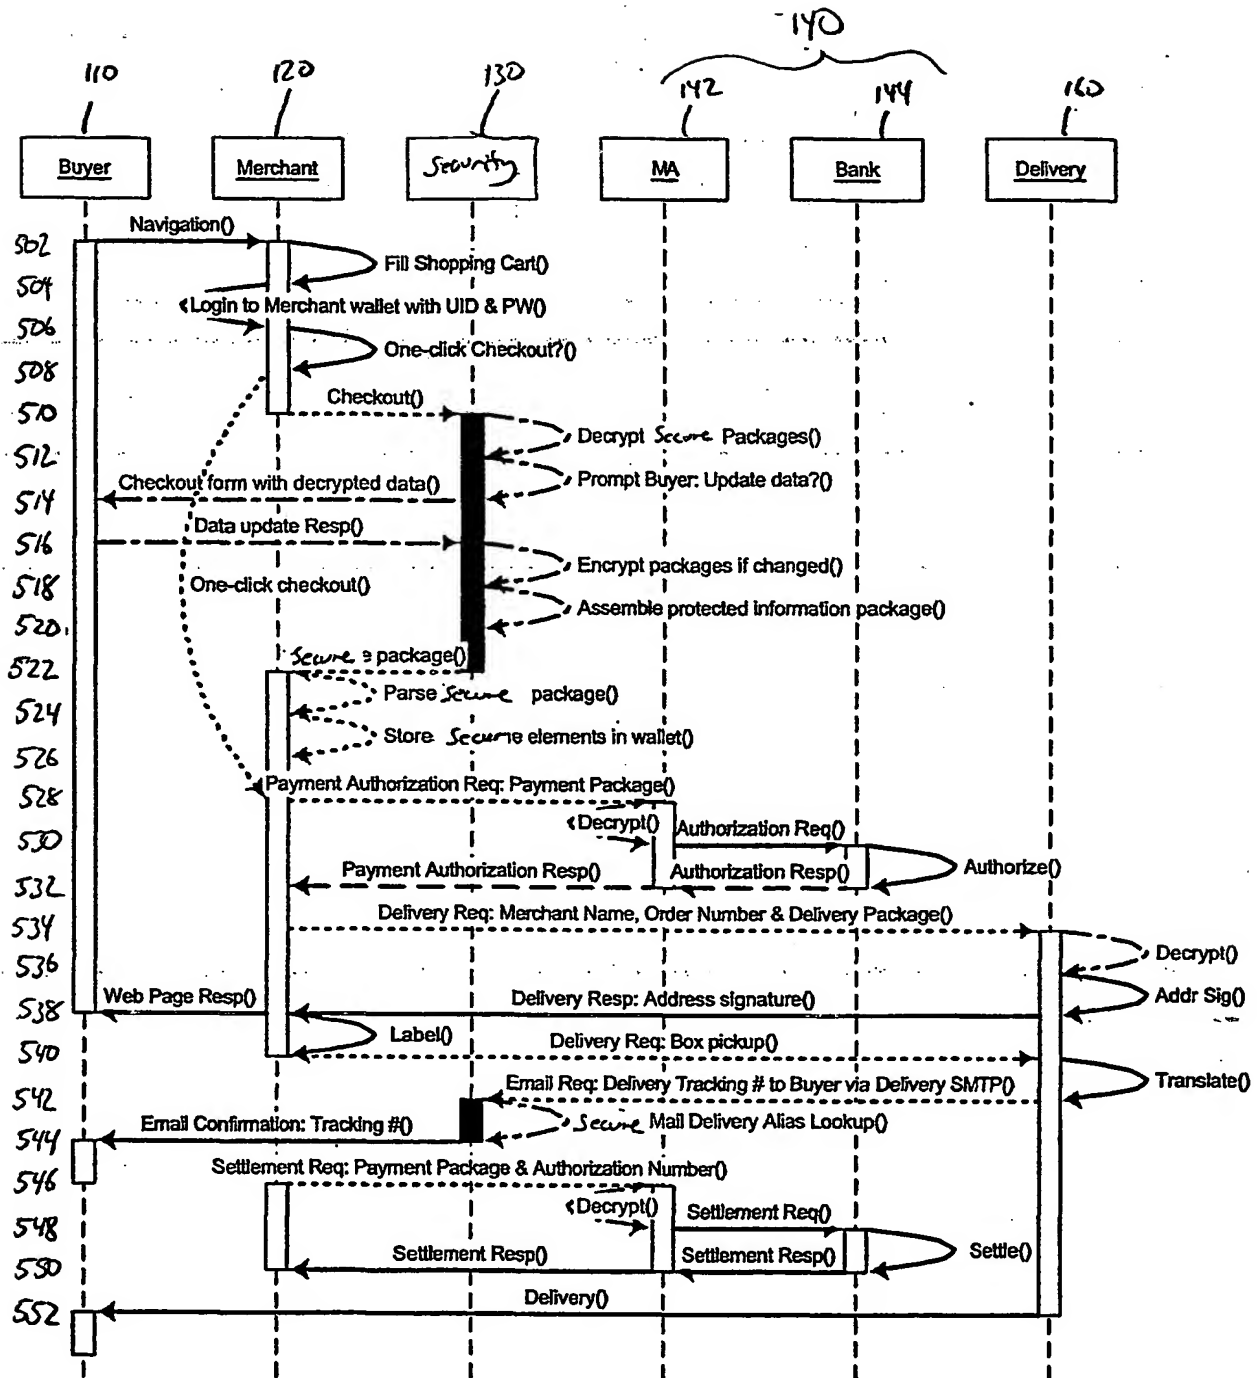 140
110 120 130 142 144 160
Buyer Merchant Security MA Bank Delivery
Navigation()
502
Fill Shopping Cart()
504
Login to Merchant wallet with UID & PW()
506
One-click Checkout?()
508
Checkout()
510
Decrypt Secure Packages()
512
Checkout form with decrypted data() Prompt Buyer: Update data?()
514
Data update Resp()
516
Encrypt packages if changed()
518 One-click checkout()
Assemble protected information package()
520
Secure package()
522
Parse Secure package()
524
Store Secure elements in wallet()
526
Payment Authorization Req: Payment Package()
528
Decrypt() Authorization Req()
530
Payment Authorization Resp() Authorization Resp() Authorize()
532
Delivery Req: Merchant Name, Order Number & Delivery Package()
534
Decrypt()
536
Web Page Resp() Delivery Resp: Address signature() Addr Sig()
538
Label() Delivery Req: Box pickup()
540
Email Req: Delivery Tracking # to Buyer via Delivery SMTP() Translate()
542
Email Confirmation: Tracking #() Secure Mail Delivery Alias Lookup()
544
Settlement Req: Payment Package & Authorization Number()
546
Decrypt() Settlement Req()
548
Settlement Resp() Settlement Resp() Settle()
550
Delivery()
552